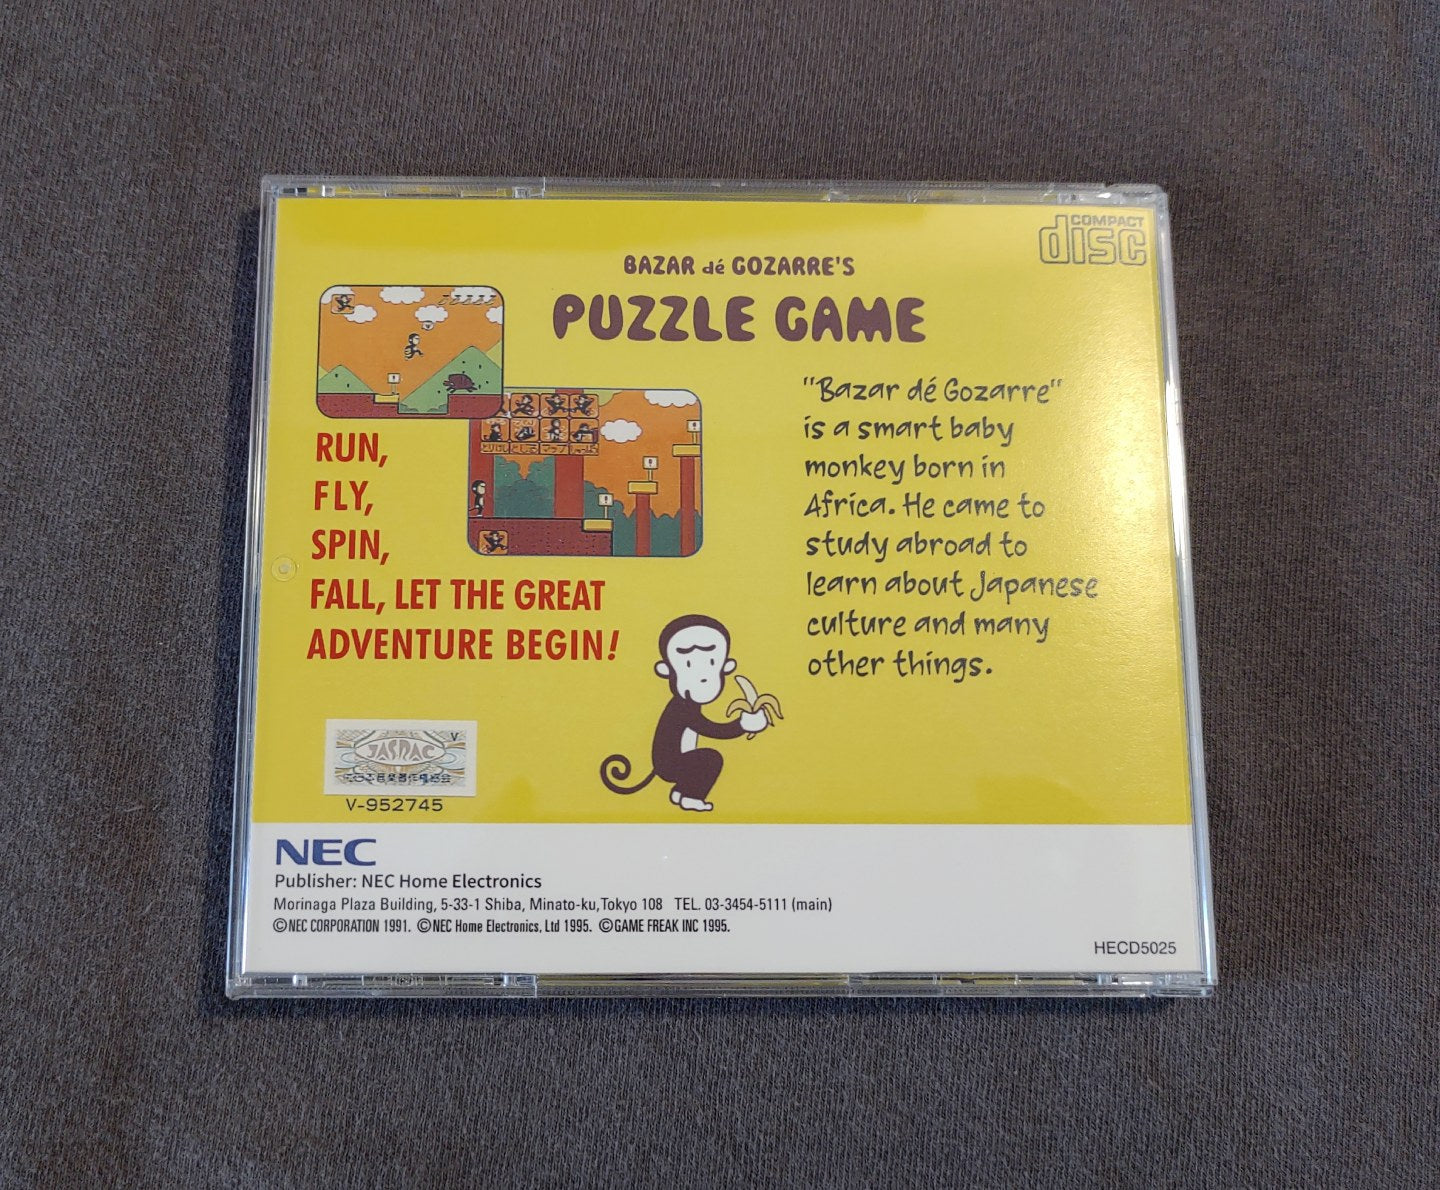 COMPACT
disc
BAZAR dé GOZARRE'S
PUZZLE GAME
RUN,
FLY,
SPIN,
FALL, LET THE GREAT
ADVENTURE BEGIN!
"Bazar dé Gozarre"
is a smart baby
monkey born in
Africa. He came to
study abroad to
learn about Japanese
culture and many
other things.
JASRAC
V
V-952745
NEC
Publisher: NEC Home Electronics
Morinaga Plaza Building, 5-33-1 Shiba, Minato-ku,Tokyo 108 TEL. 03-3454-5111 (main)
©NEC CORPORATION 1991. ©NEC Home Electronics, Ltd 1995. ©GAME FREAK INC 1995.
HECD5025